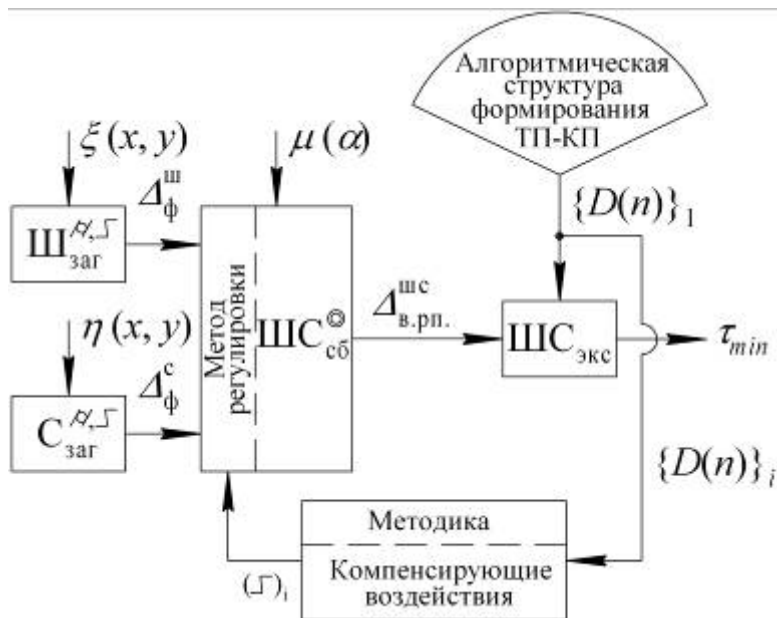 Алгоритмическая
структура
формирования
ТП-КП
ξ (x, y)
μ (α)
Δ_ф^ш
{D(n)}_1
Ш_заг
Метод
регулировки
ШС_сб^◎
Δ_в.рп.^шс
ШС_экс
τ_min
η (x, y)
Δ_ф^с
С_заг
{D(n)}_i
Методика
( )_i
Компенсирующие
воздействия